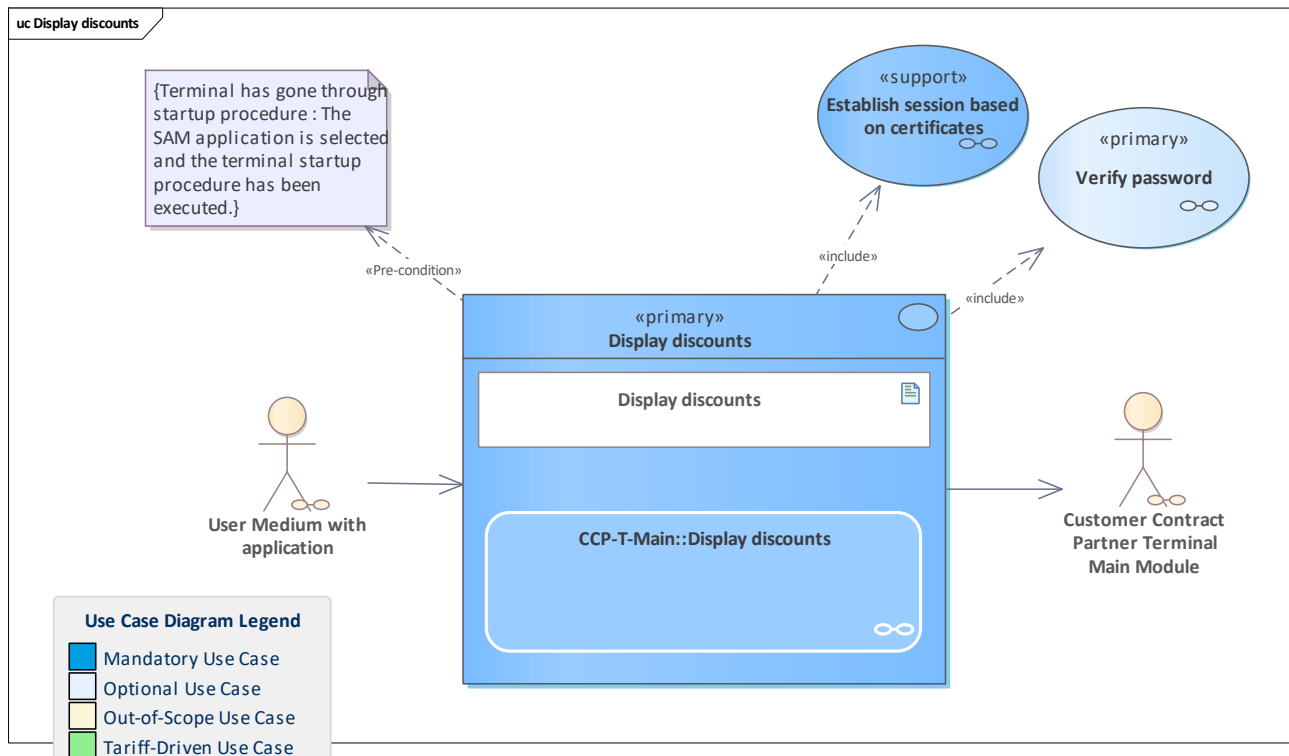 uc Display discounts
{Terminal has gone through
startup procedure : The
SAM application is selected
and the terminal startup
procedure has been
executed.}
«support»
Establish session based
on certificates
«primary»
Verify password
«Pre-condition»
«include»
«include»
«primary»
Display discounts
Display discounts
CCP-T-Main::Display discounts
User Medium with
application
Customer Contract
Partner Terminal
Main Module
Use Case Diagram Legend
Mandatory Use Case
Optional Use Case
Out-of-Scope Use Case
Tariff-Driven Use Case